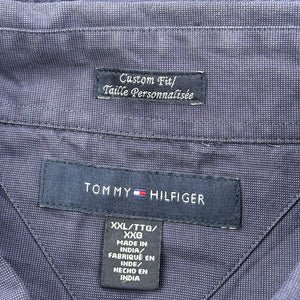 Custom Fit/
Taille Personnalisée
TOMMY HILFIGER
XXL/TTG/
XXG
MADE IN
INDIA/
FABRIQUÉ EN
INDE/
HECHO EN
INDIA